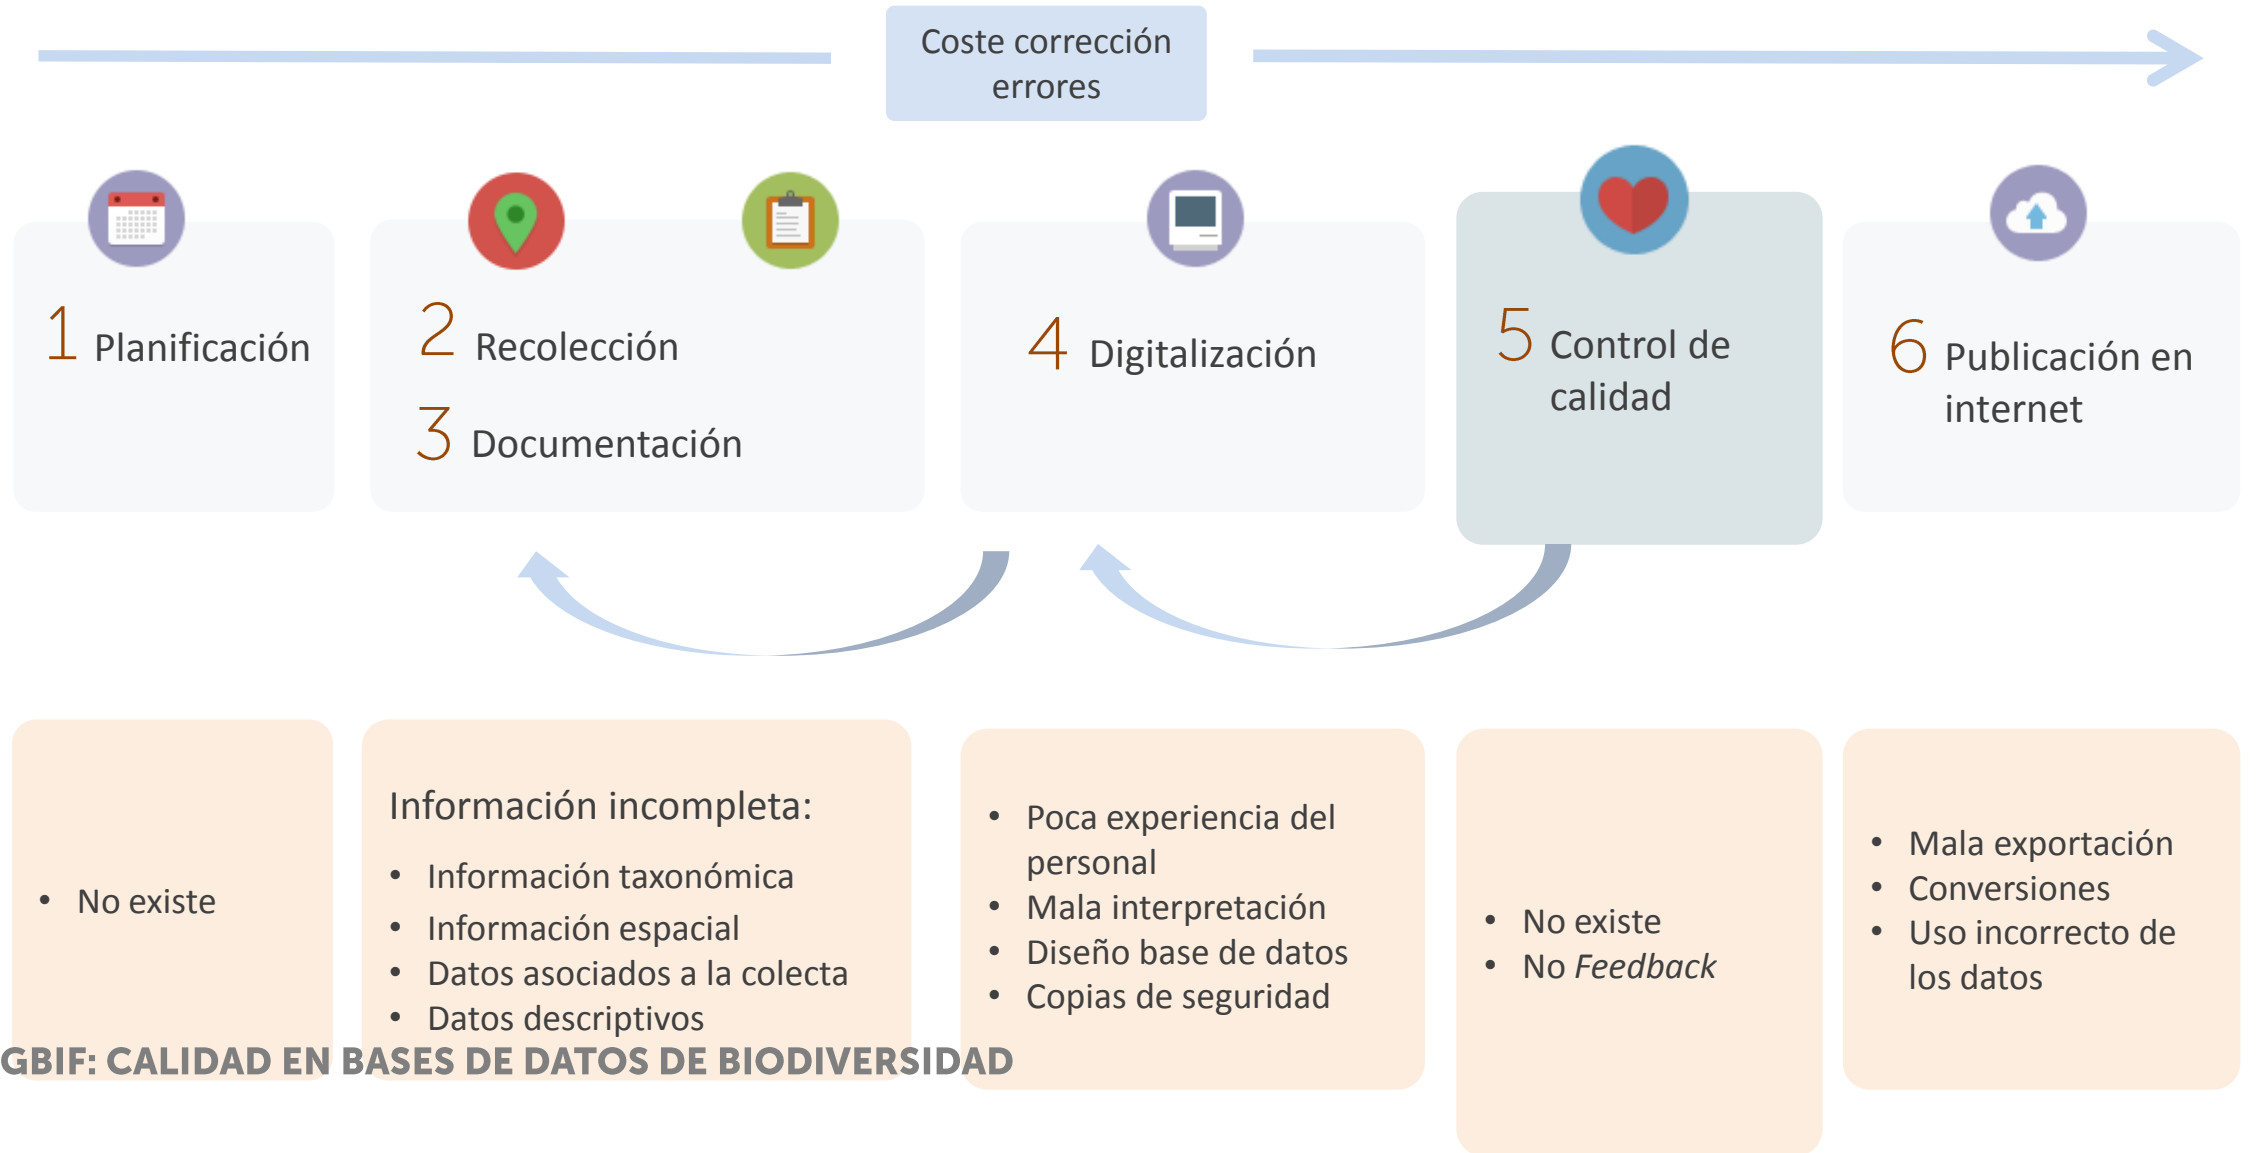 Coste corrección
errores
1 Planificación
2 Recolección
3 Documentación
4 Digitalización
5 Control de
calidad
6 Publicación en
internet
• No existe
Información incompleta:
• Información taxonómica
• Información espacial
• Datos asociados a la colecta
• Datos descriptivos
• Poca experiencia del
personal
• Mala interpretación
• Diseño base de datos
• Copias de seguridad
• No existe
• No Feedback
• Mala exportación
• Conversiones
• Uso incorrecto de
los datos
GBIF: CALIDAD EN BASES DE DATOS DE BIODIVERSIDAD